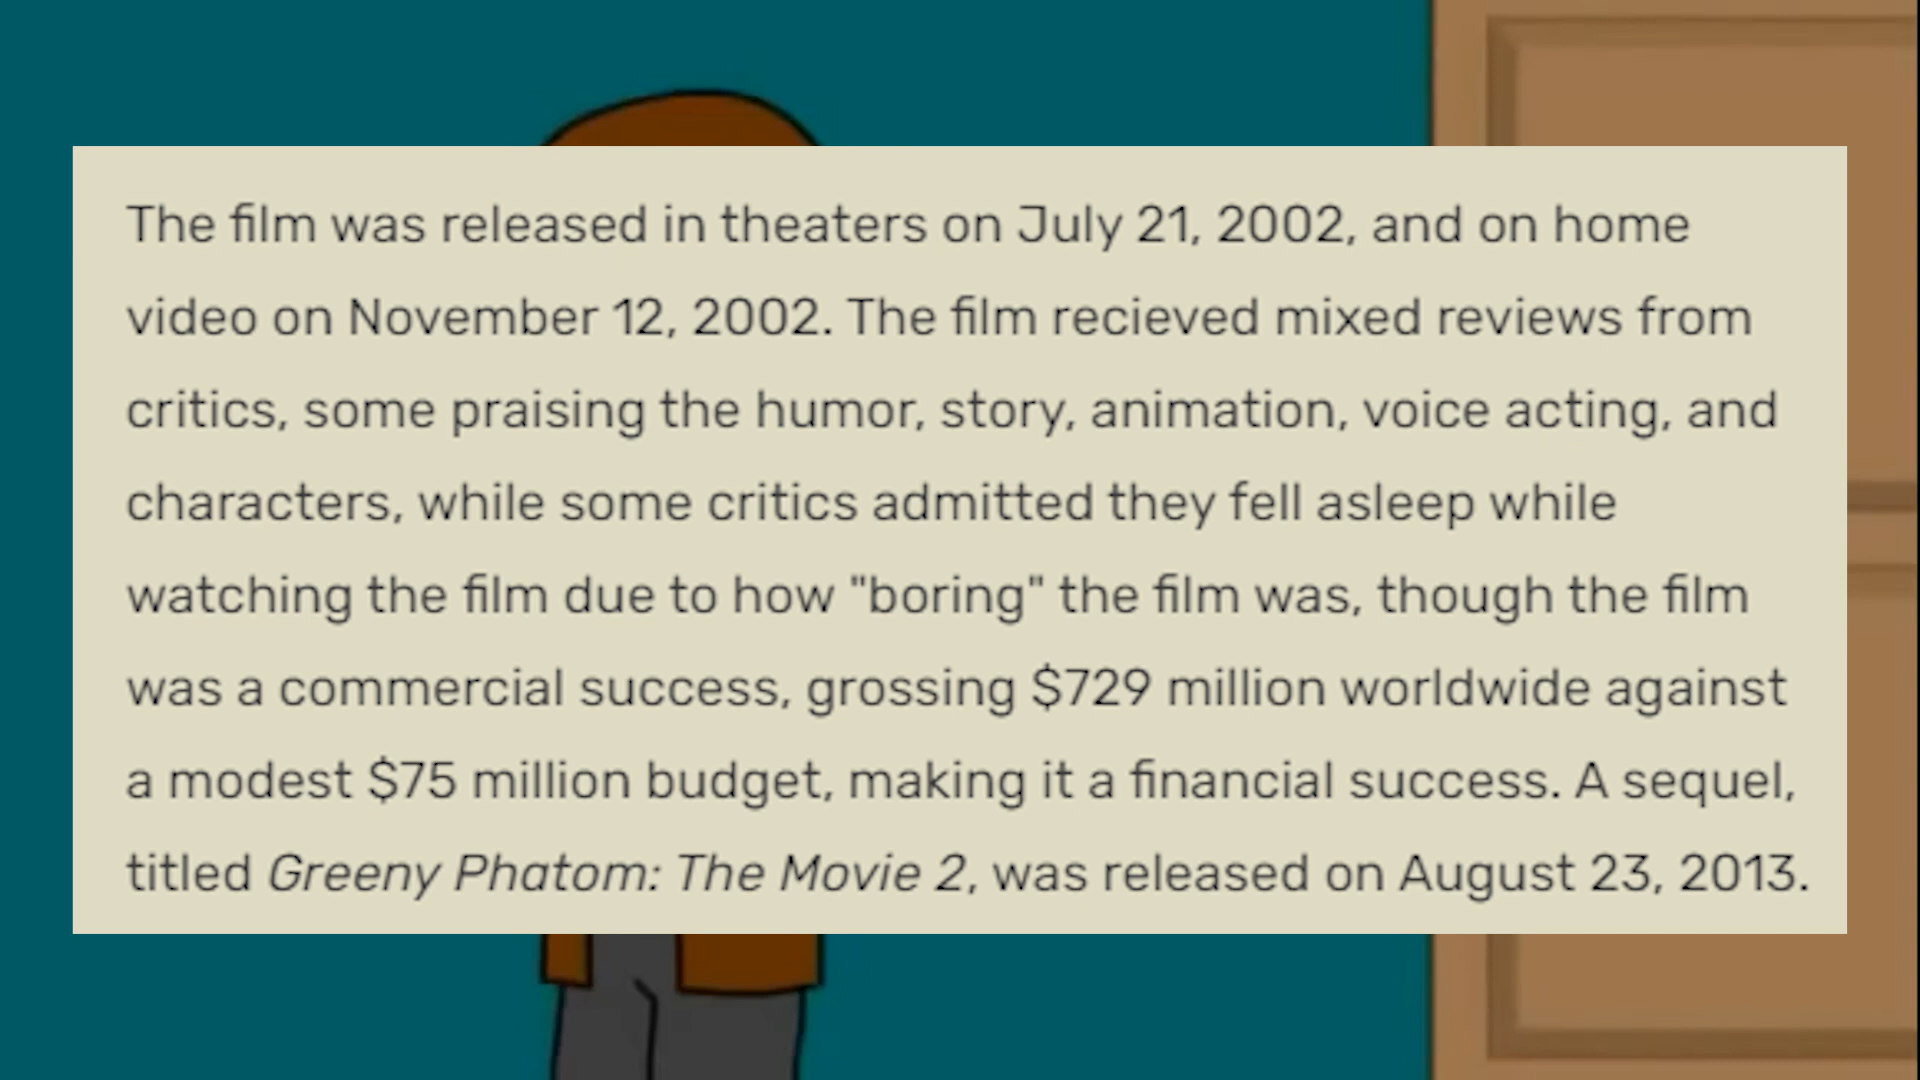 The film was released in theaters on July 21, 2002, and on home
video on November 12, 2002. The film recieved mixed reviews from
critics, some praising the humor, story, animation, voice acting, and
characters, while some critics admitted they fell asleep while
watching the film due to how "boring" the film was, though the film
was a commercial success, grossing $729 million worldwide against
a modest $75 million budget, making it a financial success. A sequel,
titled Greeny Phatom: The Movie 2, was released on August 23, 2013.